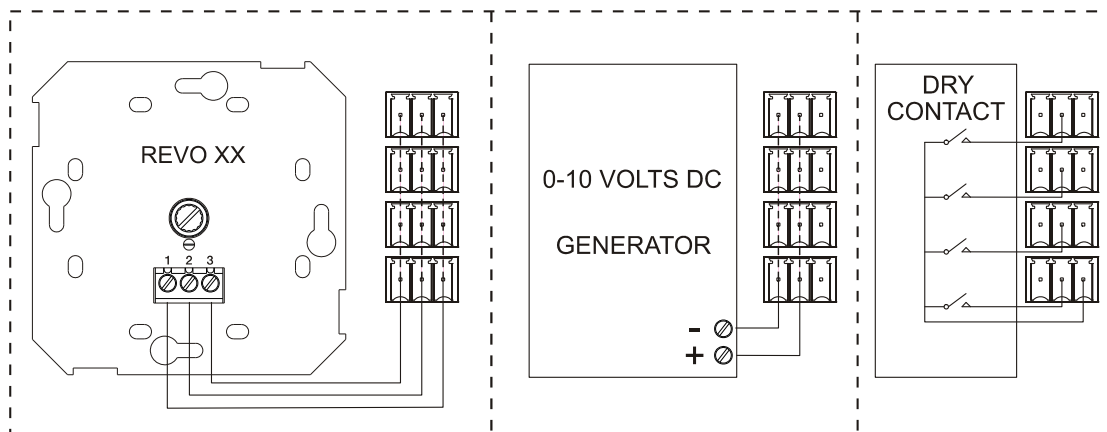 REVO XX
1 2 3
0-10 VOLTS DC
GENERATOR
-
+
DRY
CONTACT